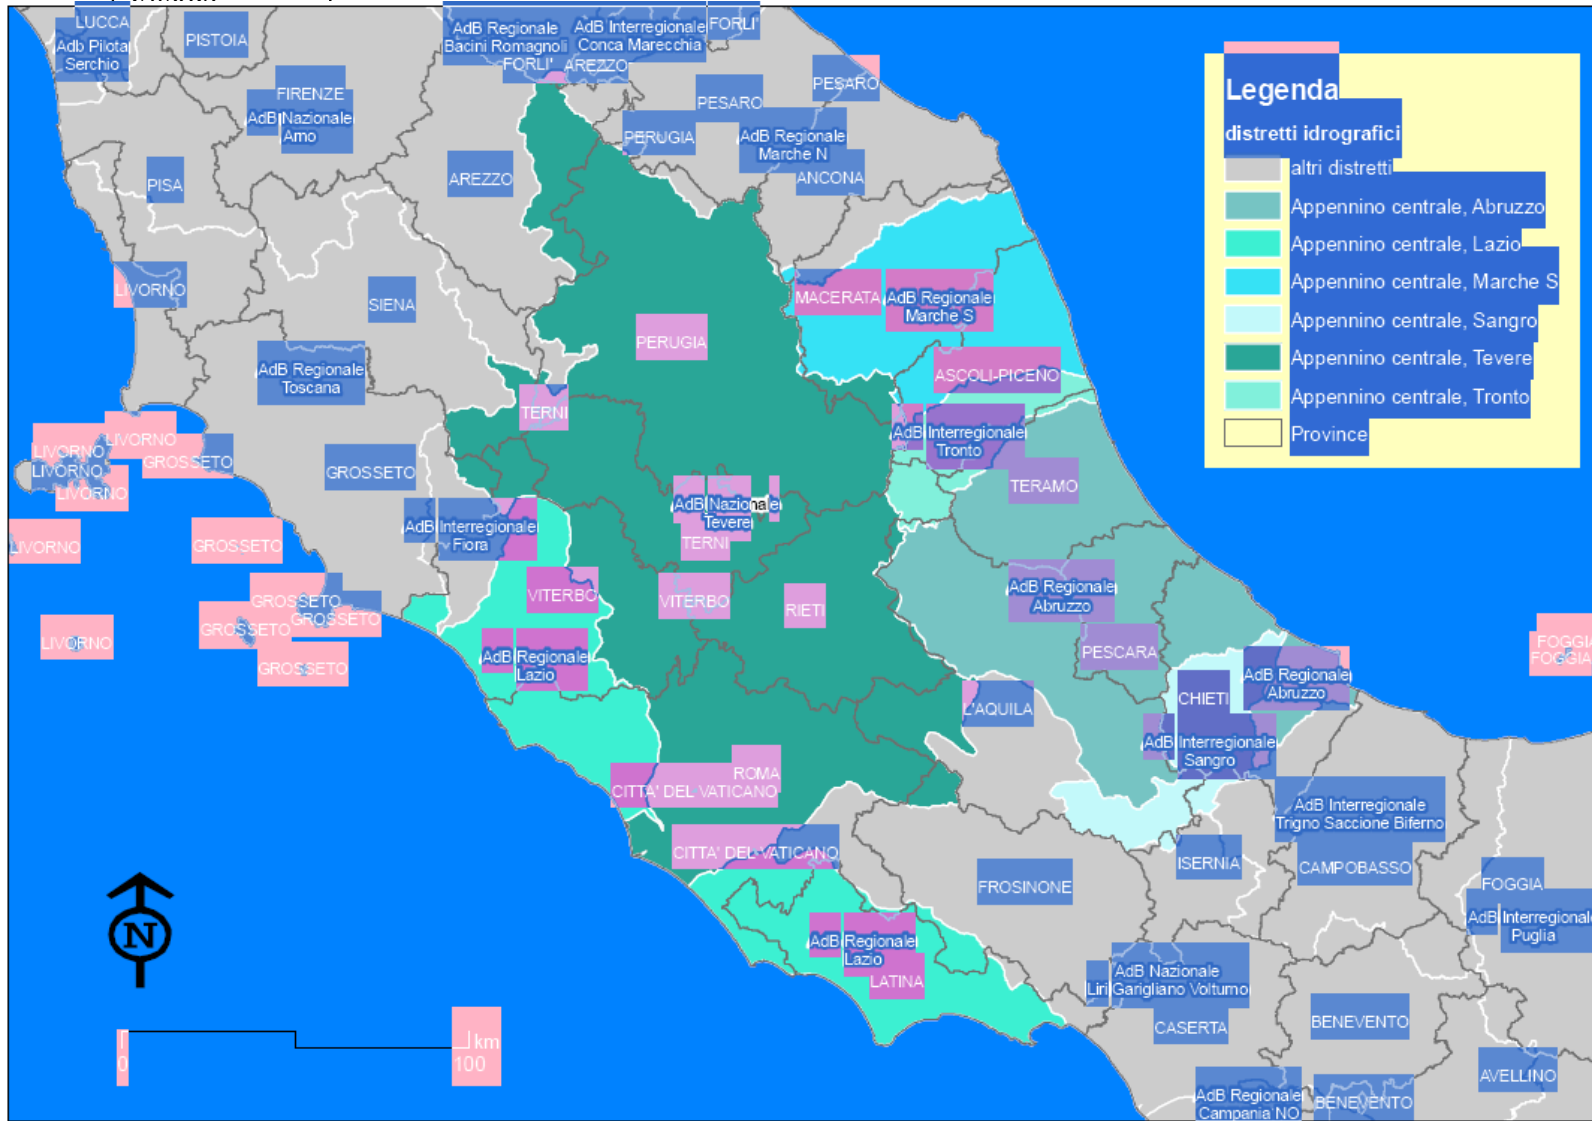 LUCCA
Adb Pilota
Serchio
PISTOIA
AdB Regionale
Bacini Romagnoli
FORLI'
AdB Interregionale
Conca Marecchia
AREZZO
FORLI'
FIRENZE
AdB Nazionale
Arno
PESARO
PESARO
PERUGIA
AdB Regionale
Marche N
ANCONA
PISA
AREZZO
LIVORNO
SIENA
MACERATA
AdB Regionale
Marche S
PERUGIA
AdB Regionale
Toscana
ASCOLI-PICENO
TERNI
AdB Interregionale
Tronto
LIVORNO
LIVORNO
GROSSETO
LIVORNO
LIVORNO
GROSSETO
TERAMO
AdB Nazionale
Tevere
TERNI
AdB Interregionale
Fiora
LIVORNO
GROSSETO
VITERBO
VITERBO
RIETI
AdB Regionale
Abruzzo
GROSSETO
GROSSETO
GROSSETO
GROSSETO
LIVORNO
FOGGIA
FOGGIA
PESCARA
AdB Regionale
Lazio
AdB Regionale
Abruzzo
CHIETI
L'AQUILA
AdB Interregionale
Sangro
ROMA
CITTA' DEL VATICANO
AdB Interregionale
Trigno Saccione Biferno
CITTA' DEL VATICANO
ISERNIA
CAMPOBASSO
FROSINONE
FOGGIA
AdB Interregionale
Puglia
AdB Regionale
Lazio
LATINA
AdB Nazionale
Liri Garigliano Volturno
CASERTA
BENEVENTO
AVELLINO
AdB Regionale
Campania NO
BENEVENTO
Legenda
distretti idrografici
altri distretti
Appennino centrale, Abruzzo
Appennino centrale, Lazio
Appennino centrale, Marche S
Appennino centrale, Sangro
Appennino centrale, Tevere
Appennino centrale, Tronto
Province
N
km
0 100